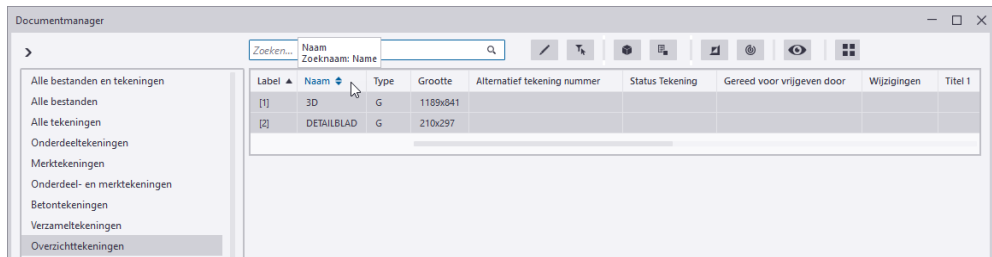 Documentmanager
Zoeken...
Naam
Zoeknaam: Name
Alle bestanden en tekeningen
Alle bestanden
Alle tekeningen
Onderdeeltekeningen
Merktekeningen
Onderdeel- en merktekeningen
Betontekeningen
Verzameltekeningen
Overzichttekeningen
Label Naam Type Grootte Alternatief tekening nummer Status Tekening Gereed voor vrijgeven door Wijzigingen Titel 1
[1] 3D G 1189x841
[2] DETAILBLAD G 210x297